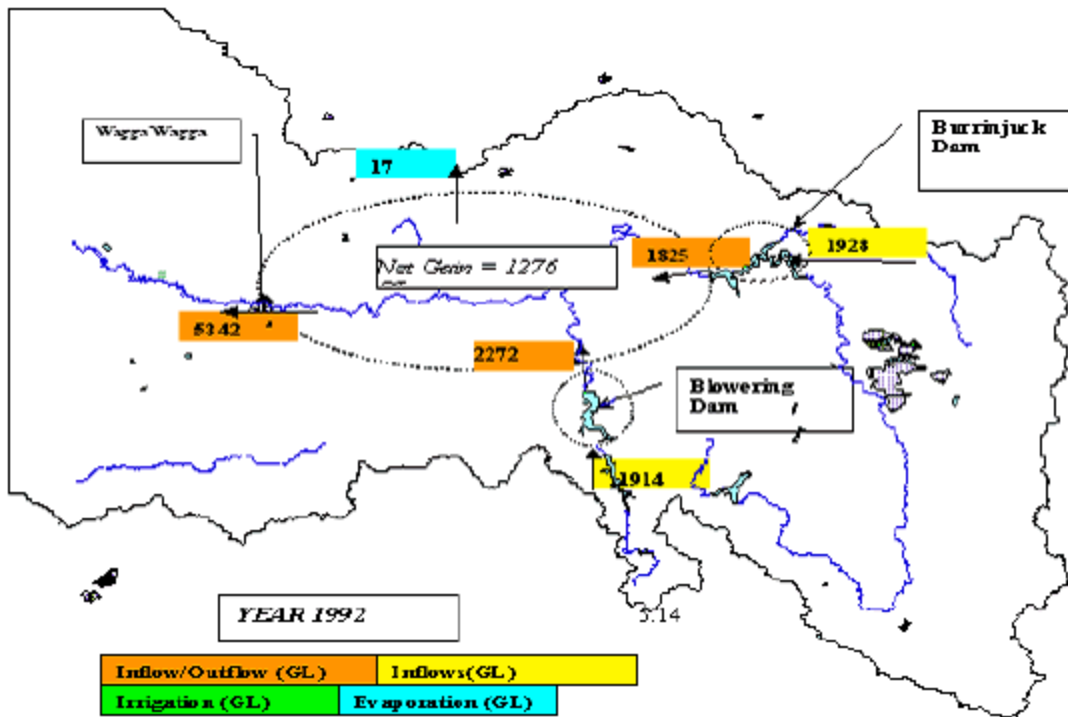 Wagga Wagga
Burrinjuck
Dam
17
1825
1928
Net Gain = 1276
5342
2272
Blowering
Dam
1914
YEAR 1992
5.14
Inflow/Outflow (GL)
Inflows(GL)
Irrigation (GL)
Evaporation (GL)